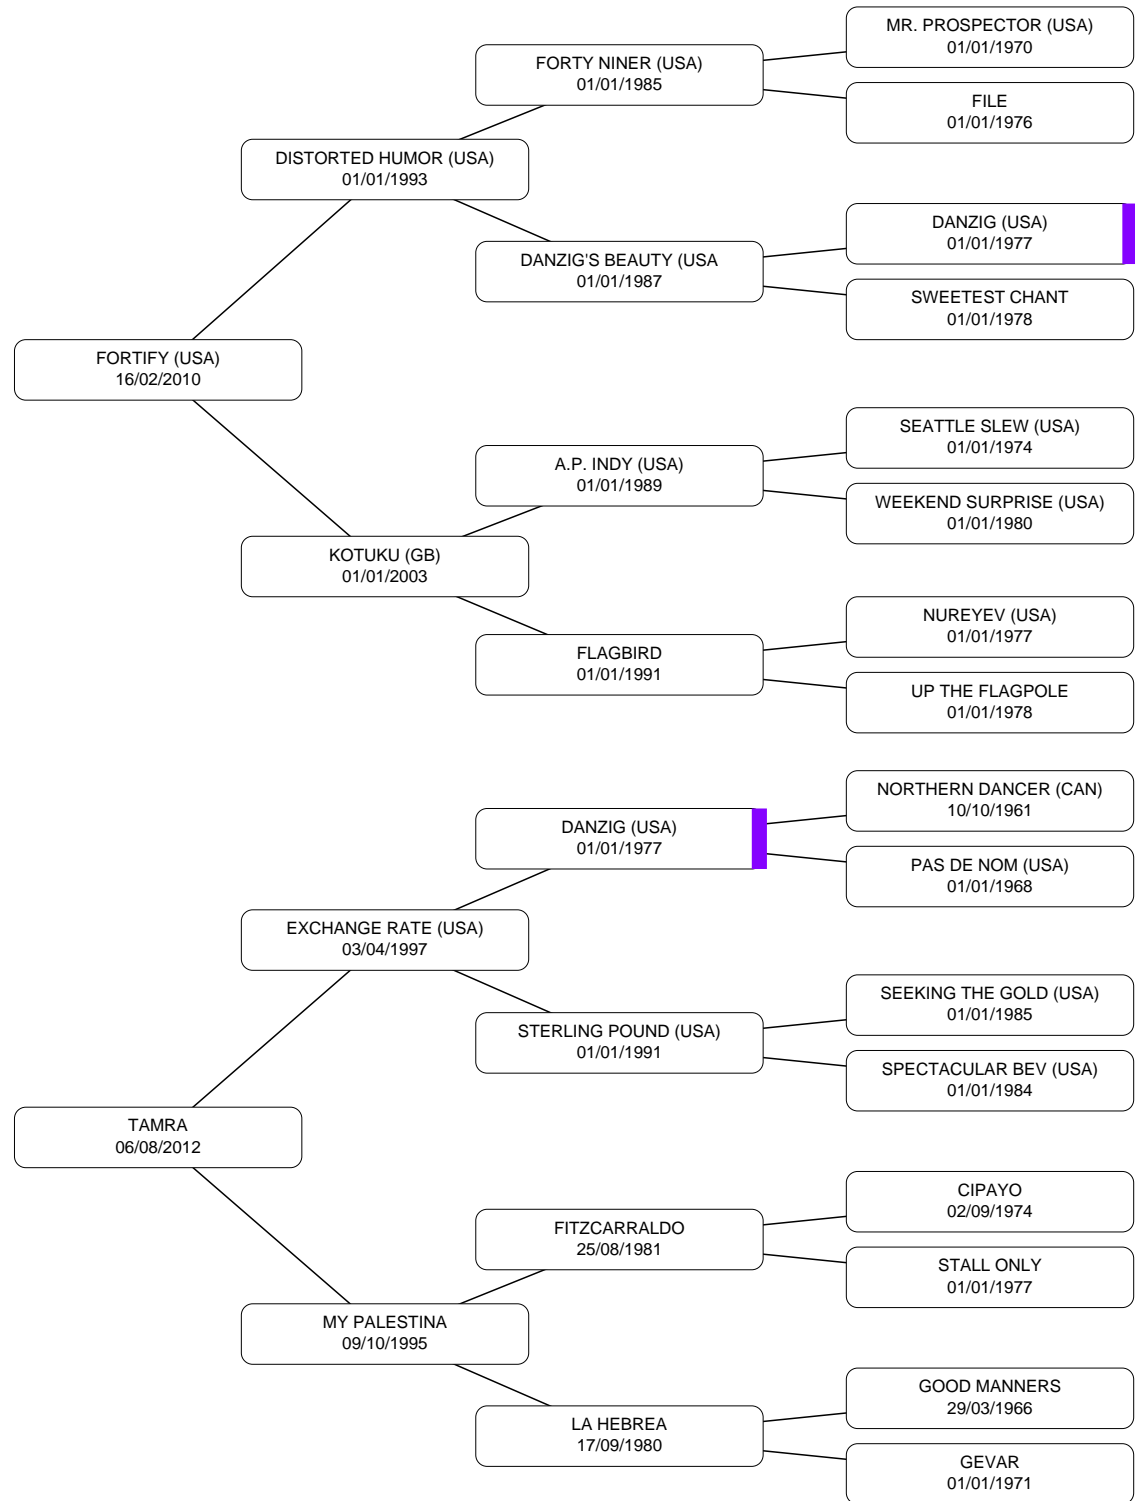 MR. PROSPECTOR (USA)
01/01/1970
FORTY NINER (USA)
01/01/1985
FILE
01/01/1976
DISTORTED HUMOR (USA)
01/01/1993
DANZIG (USA)
01/01/1977
DANZIG'S BEAUTY (USA
01/01/1987
SWEETEST CHANT
01/01/1978
FORTIFY (USA)
16/02/2010
SEATTLE SLEW (USA)
01/01/1974
A.P. INDY (USA)
01/01/1989
WEEKEND SURPRISE (USA)
01/01/1980
KOTUKU (GB)
01/01/2003
NUREYEV (USA)
01/01/1977
FLAGBIRD
01/01/1991
UP THE FLAGPOLE
01/01/1978
NORTHERN DANCER (CAN)
10/10/1961
DANZIG (USA)
01/01/1977
PAS DE NOM (USA)
01/01/1968
EXCHANGE RATE (USA)
03/04/1997
SEEKING THE GOLD (USA)
01/01/1985
STERLING POUND (USA)
01/01/1991
SPECTACULAR BEV (USA)
01/01/1984
TAMRA
06/08/2012
CIPAYO
02/09/1974
FITZCARRALDO
25/08/1981
STALL ONLY
01/01/1977
MY PALESTINA
09/10/1995
GOOD MANNERS
29/03/1966
LA HEBREA
17/09/1980
GEVAR
01/01/1971